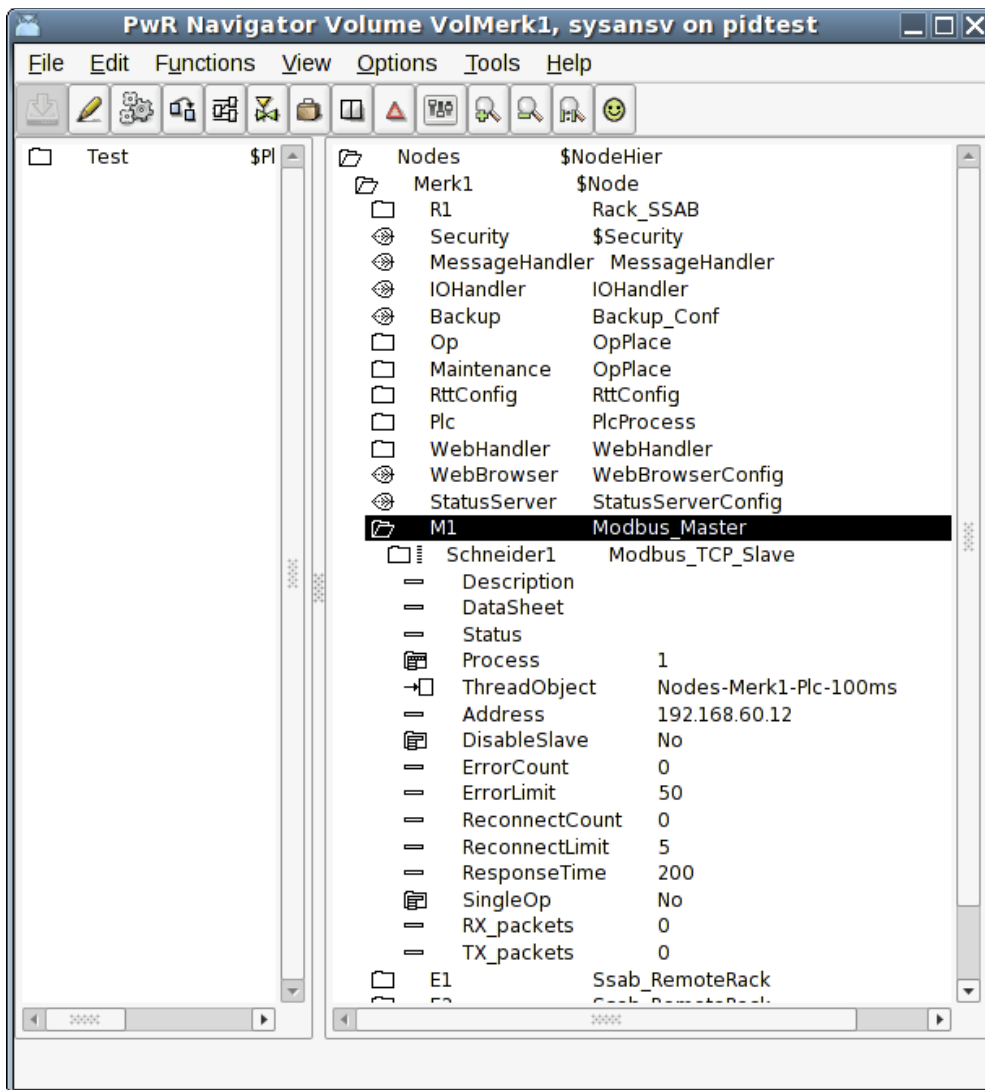 PwR Navigator Volume VolMerk1, sysansv on pidtest
File Edit Functions View Options Tools Help
Test $Pl
Nodes $NodeHier
Merk1 $Node
R1 Rack_SSAB
Security $Security
MessageHandler MessageHandler
IOHandler IOHandler
Backup Backup_Conf
Op OpPlace
Maintenance OpPlace
RttConfig RttConfig
Plc PlcProcess
WebHandler WebHandler
WebBrowser WebBrowserConfig
StatusServer StatusServerConfig
M1 Modbus_Master
Schneider1 Modbus_TCP_Slave
Description
DataSheet
Status
Process 1
ThreadObject Nodes-Merk1-Plc-100ms
Address 192.168.60.12
DisableSlave No
ErrorCount 0
ErrorLimit 50
ReconnectCount 0
ReconnectLimit 5
ResponseTime 200
SingleOp No
RX_packets 0
TX_packets 0
E1 Ssab_RemoteRack